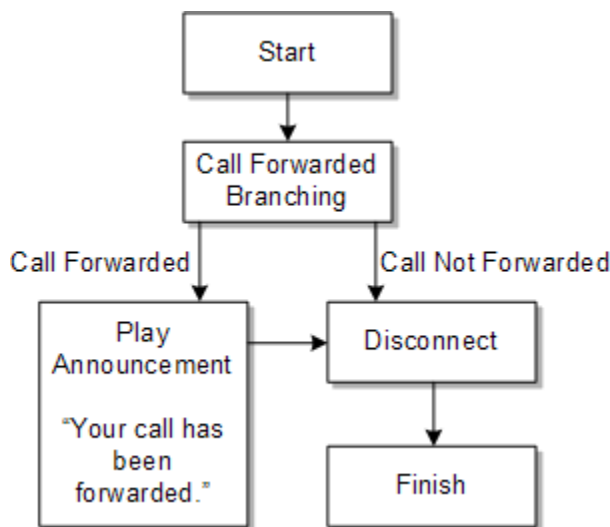 Start
Call Forwarded
Branching
Call Forwarded
Call Not Forwarded
Play
Announcement
“Your call has
been
forwarded.”
Disconnect
Finish